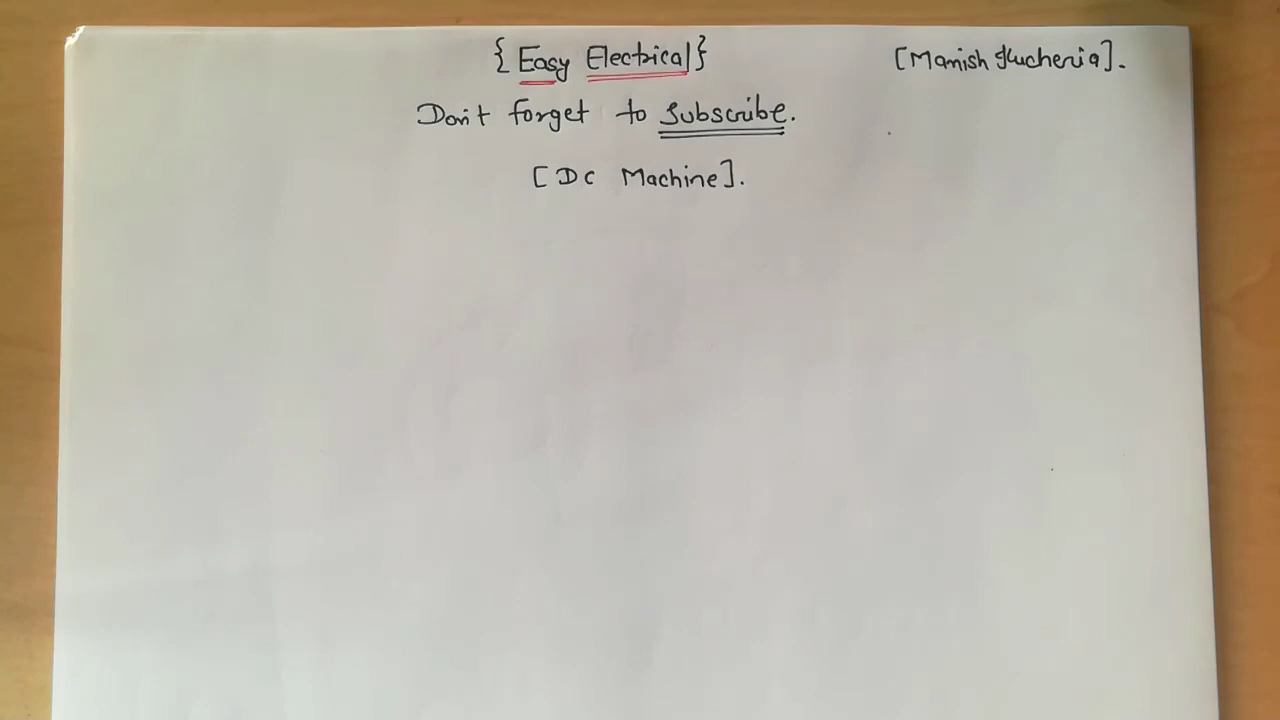 {Easy Electrical} [Manish Kucheria].
Don't forget to Subscribe.
[DC Machine].